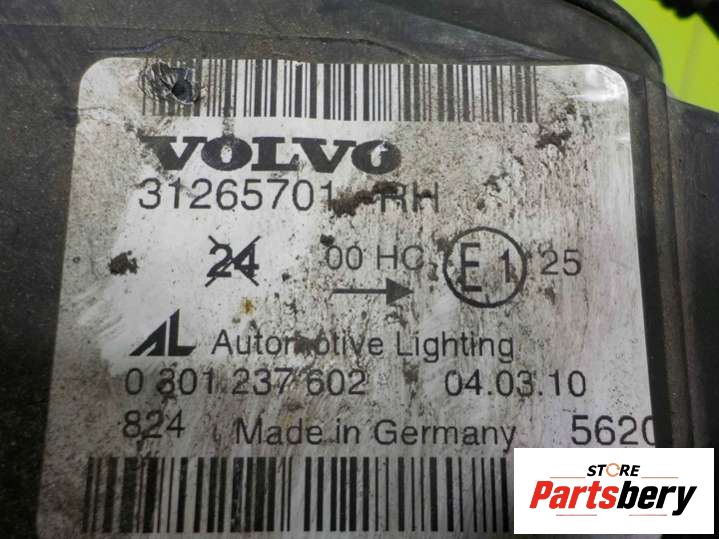 VOLVO
31265701 RH
24 00 HC E1 25
AL Automotive Lighting
0 301 237 602 04.03.10
824 Made in Germany 5620
STORE
Partsbery